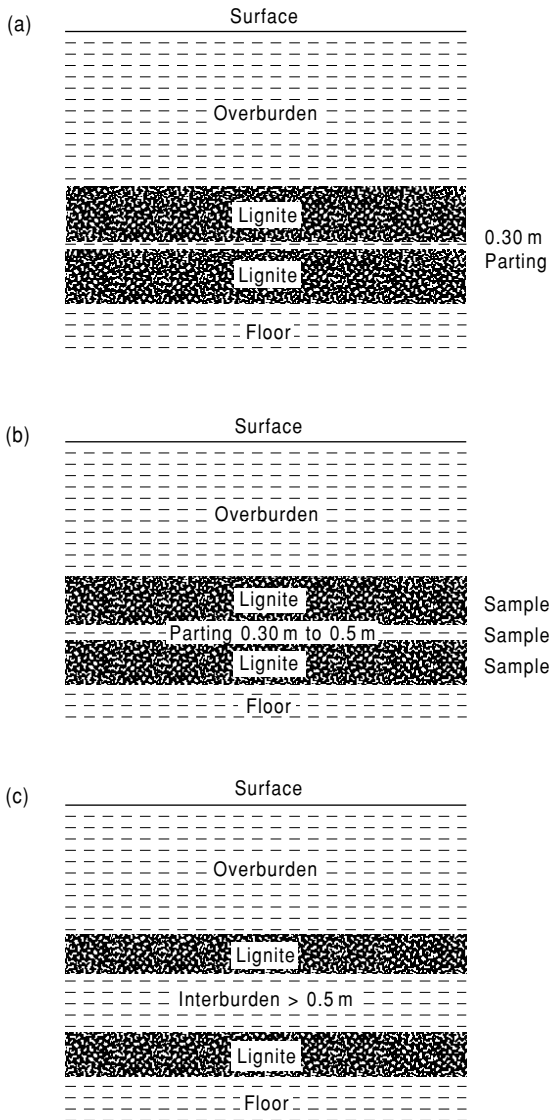 (a)
Surface
Overburden
Lignite
0.30 m
Parting
Lignite
Floor
(b)
Surface
Overburden
Lignite
Sample
Parting 0.30 m to 0.5 m
Sample
Lignite
Sample
Floor
(c)
Surface
Overburden
Lignite
Interburden > 0.5 m
Lignite
Floor